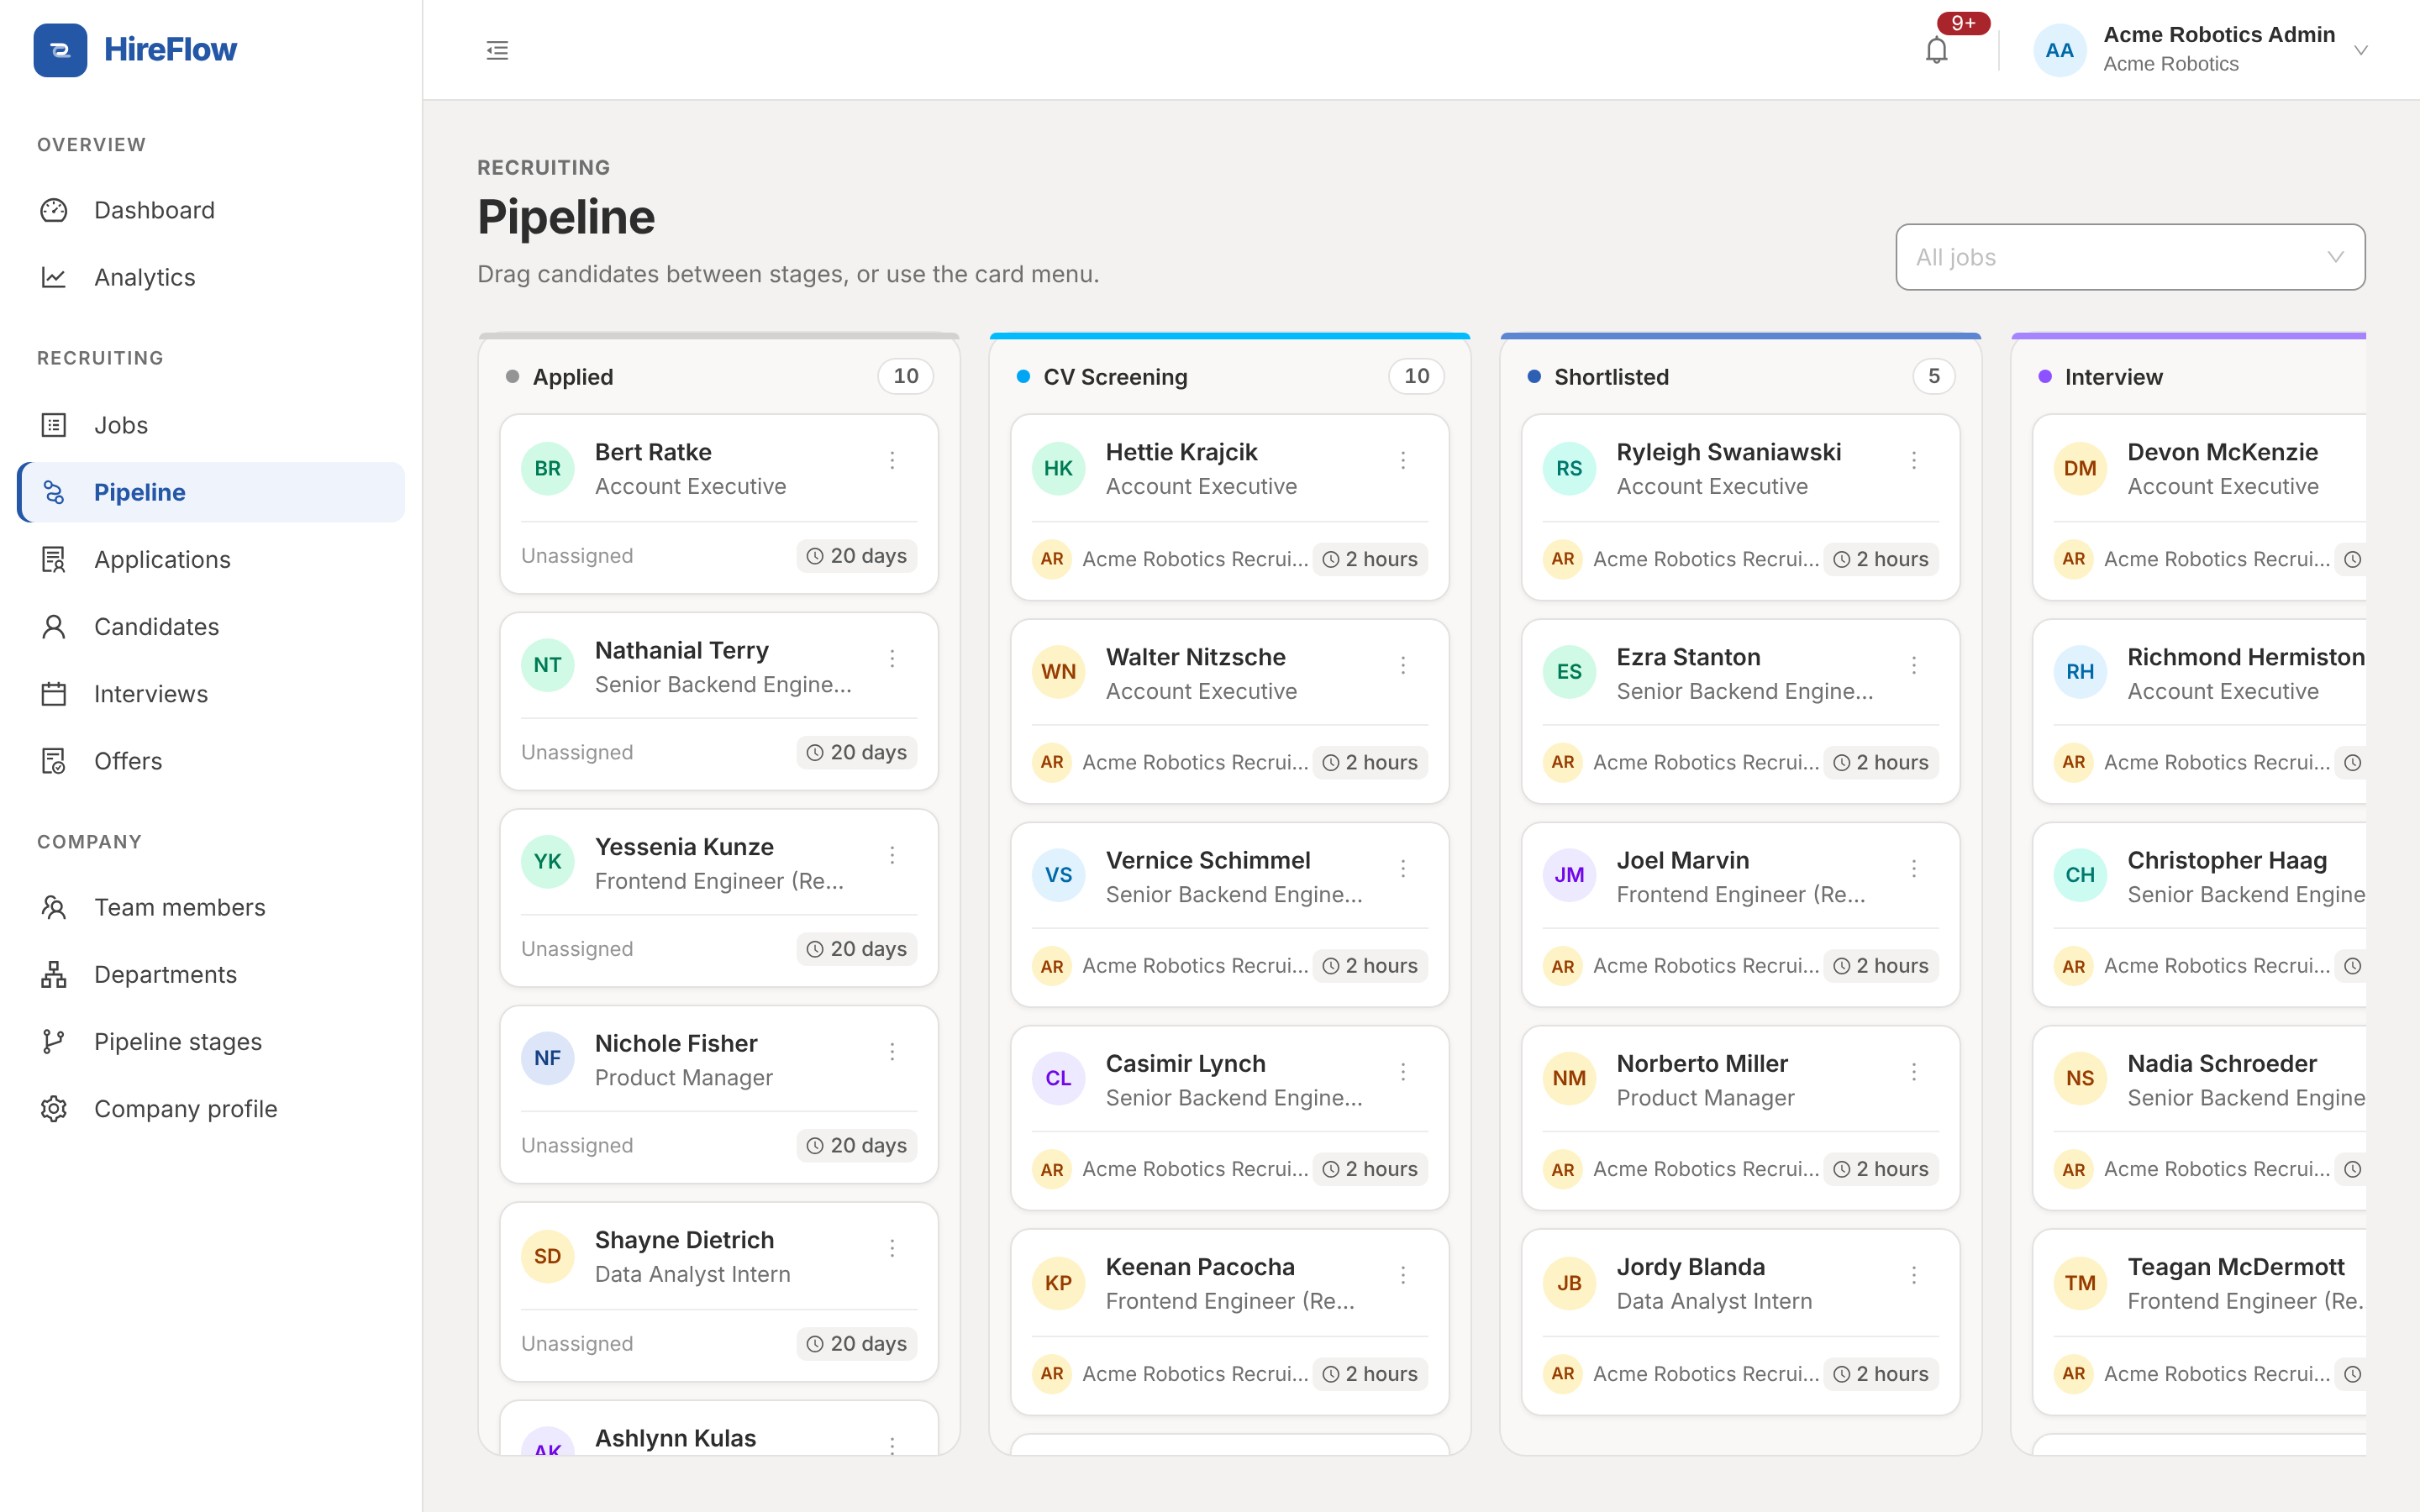 HireFlow
OVERVIEW
Dashboard
Analytics
RECRUITING
Jobs
Pipeline
Applications
Candidates
Interviews
Offers
COMPANY
Team members
Departments
Pipeline stages
Company profile
9+
AA
Acme Robotics Admin
Acme Robotics
RECRUITING
Pipeline
Drag candidates between stages, or use the card menu.
All jobs
Applied
10
BR
Bert Ratke
Account Executive
Unassigned
20 days
NT
Nathanial Terry
Senior Backend Engine...
Unassigned
20 days
YK
Yessenia Kunze
Frontend Engineer (Re...
Unassigned
20 days
NF
Nichole Fisher
Product Manager
Unassigned
20 days
SD
Shayne Dietrich
Data Analyst Intern
Unassigned
20 days
AK
Ashlynn Kulas
CV Screening
10
HK
Hettie Krajcik
Account Executive
AR
Acme Robotics Recrui...
2 hours
WN
Walter Nitzsche
Account Executive
AR
Acme Robotics Recrui...
2 hours
VS
Vernice Schimmel
Senior Backend Engine...
AR
Acme Robotics Recrui...
2 hours
CL
Casimir Lynch
Senior Backend Engine...
AR
Acme Robotics Recrui...
2 hours
KP
Keenan Pacocha
Frontend Engineer (Re...
AR
Acme Robotics Recrui...
2 hours
Shortlisted
5
RS
Ryleigh Swaniawski
Account Executive
AR
Acme Robotics Recrui...
2 hours
ES
Ezra Stanton
Senior Backend Engine...
AR
Acme Robotics Recrui...
2 hours
JM
Joel Marvin
Frontend Engineer (Re...
AR
Acme Robotics Recrui...
2 hours
NM
Norberto Miller
Product Manager
AR
Acme Robotics Recrui...
2 hours
JB
Jordy Blanda
Data Analyst Intern
AR
Acme Robotics Recrui...
2 hours
Interview
DM
Devon McKenzie
Account Executive
AR
Acme Robotics Recrui...
RH
Richmond Hermiston
Account Executive
AR
Acme Robotics Recrui...
CH
Christopher Haag
Senior Backend Engine
AR
Acme Robotics Recrui...
NS
Nadia Schroeder
Senior Backend Engine
AR
Acme Robotics Recrui...
TM
Teagan McDermott
Frontend Engineer (Re.
AR
Acme Robotics Recrui...